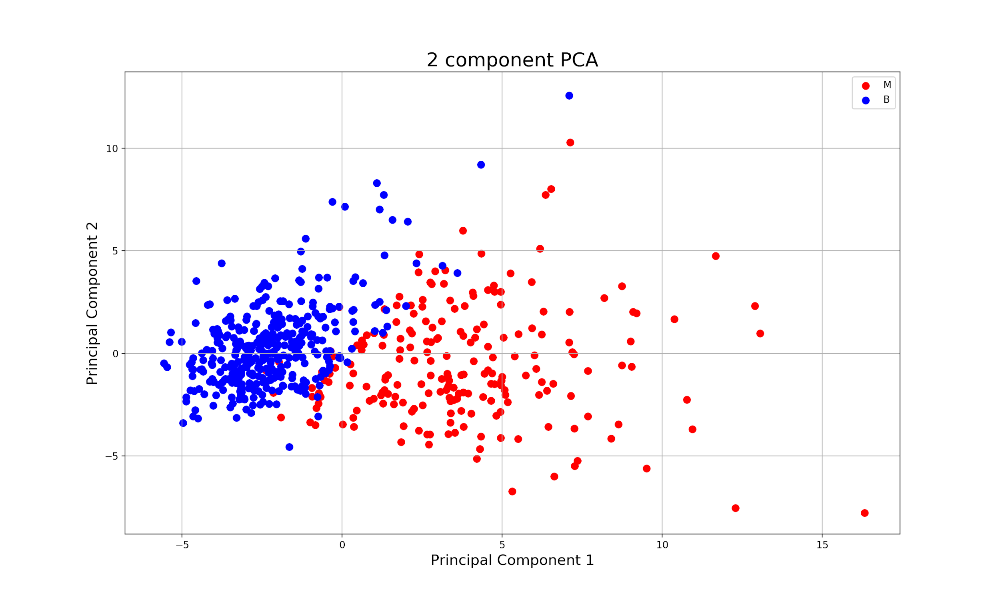 2 component PCA
M
B
Principal Component 2
10
5
0
−5
−5 0 5 10 15
Principal Component 1